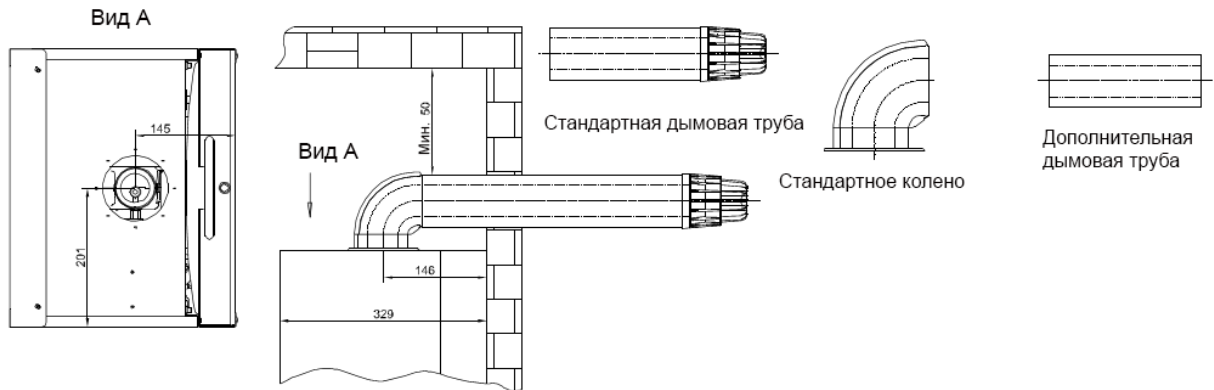 Вид А
145
201
Вид А
Мин. 50
146
329
Стандартная дымовая труба
Стандартное колено
Дополнительная
дымовая труба